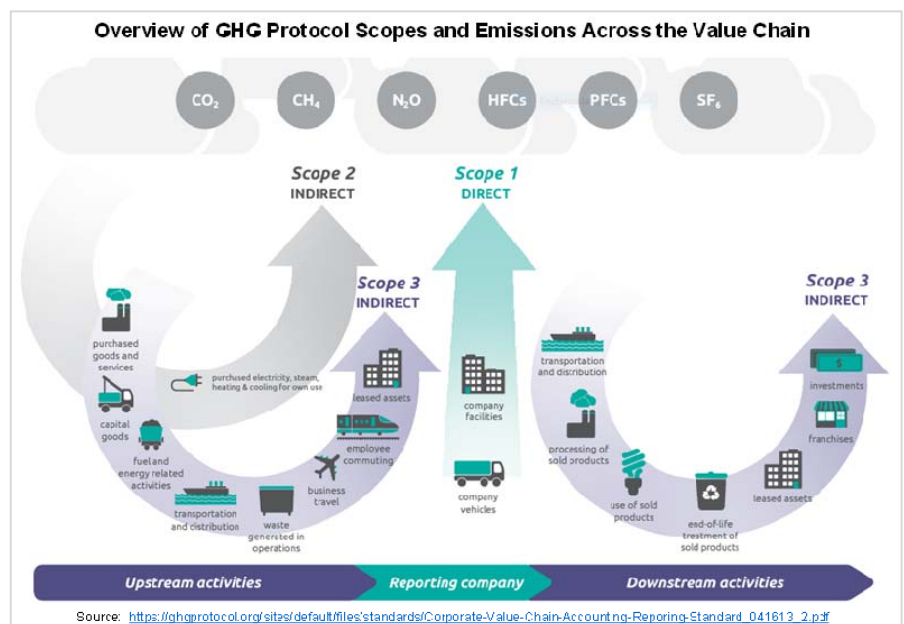 Overview of GHG Protocol Scopes and Emissions Across the Value Chain
CO₂
CH₄
N₂O
HFCs
PFCs
SF₆
Scope 2
INDIRECT
Scope 1
DIRECT
Scope 3
INDIRECT
Scope 3
INDIRECT
purchased
goods and
services
capital
goods
fuel and
energy related
activities
transportation
and distribution
waste
generated in
operations
business
travel
employee
commuting
leased assets
purchused electricity, steam,
heating & cooling for own use
company
facilities
company
vehicles
transportation
and distribution
processing of
sold products
use of sold
products
end-of-life
treatment of
sold products
leased assets
franchises
investments
$
Upstream activities
Reporting company
Downstream activities
Source: https://ghgprotocol.org/sites/default/files/standards/Corporate-Value-Chain-Accounting-Reporing-Standard_041613_2.pdf